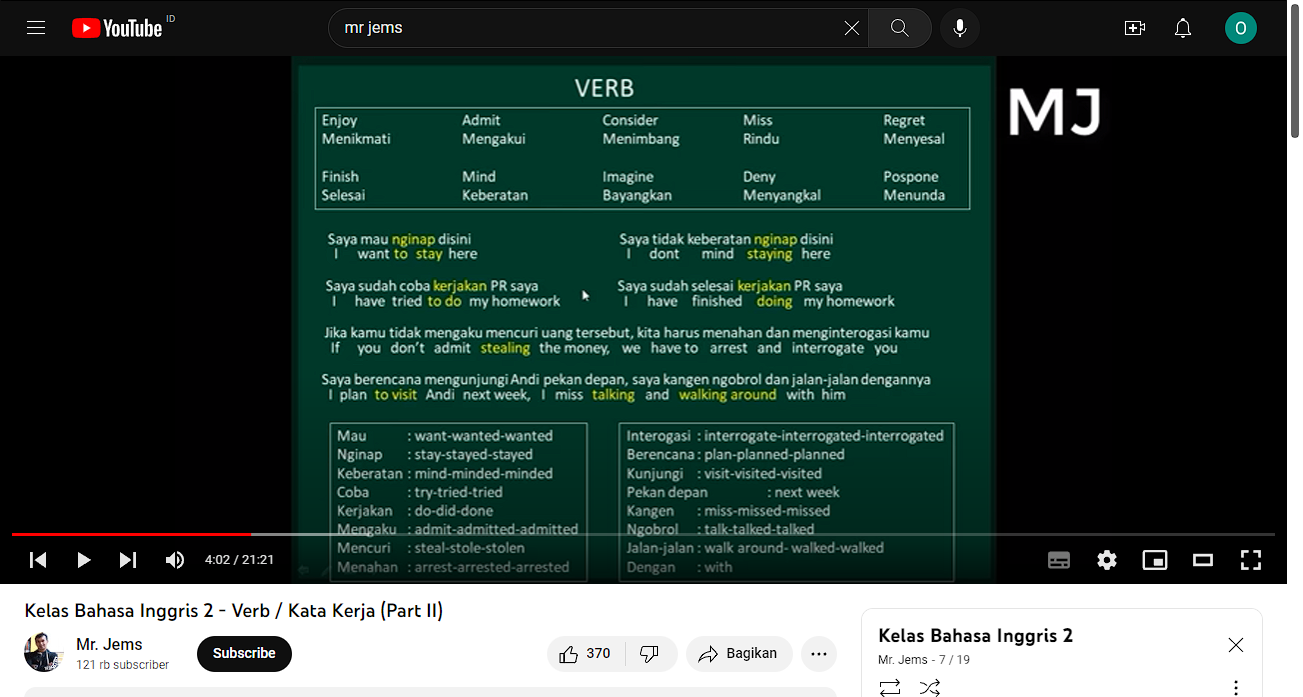 YouTube ID
mr jems
O
VERB
MJ
Enjoy Admit Consider Miss Regret
Menikmati Mengakui Menimbang Rindu Menyesal
Finish Mind Imagine Deny Pospone
Selesai Keberatan Bayangkan Menyangkal Menunda
Saya mau nginap disini Saya tidak keberatan nginap disini
I want to stay here I dont mind staying here
Saya sudah coba kerjakan PR saya Saya sudah selesai kerjakan PR saya
I have tried to do my homework I have finished doing my homework
Jika kamu tidak mengaku mencuri uang tersebut, kita harus menahan dan menginterogasi kamu
If you don't admit stealing the money, we have to arrest and interrogate you
Saya berencana mengunjungi Andi pekan depan, saya kangen ngobrol dan jalan-jalan dengannya
I plan to visit Andi next week, I miss talking and walking around with him
Mau : want-wanted-wanted
Nginap : stay-stayed-stayed
Keberatan : mind-minded-minded
Coba : try-tried-tried
Kerjakan : do-did-done
Mengaku : admit-admitted-admitted
Mencuri : steal-stole-stolen
Menahan : arrest-arrested-arrested
Interogasi : interrogate-interrogated-interrogated
Berencana : plan-planned-planned
Kunjungi : visit-visited-visited
Pekan depan : next week
Kangen : miss-missed-missed
Ngobrol : talk-talked-talked
Jalan-jalan : walk around- walked-walked
Dengan : with
4:02 / 21:21
Kelas Bahasa Inggris 2 - Verb / Kata Kerja (Part II)
Mr. Jems
121 rb subscriber
Subscribe
370
Bagikan
Kelas Bahasa Inggris 2
Mr. Jems - 7 / 19